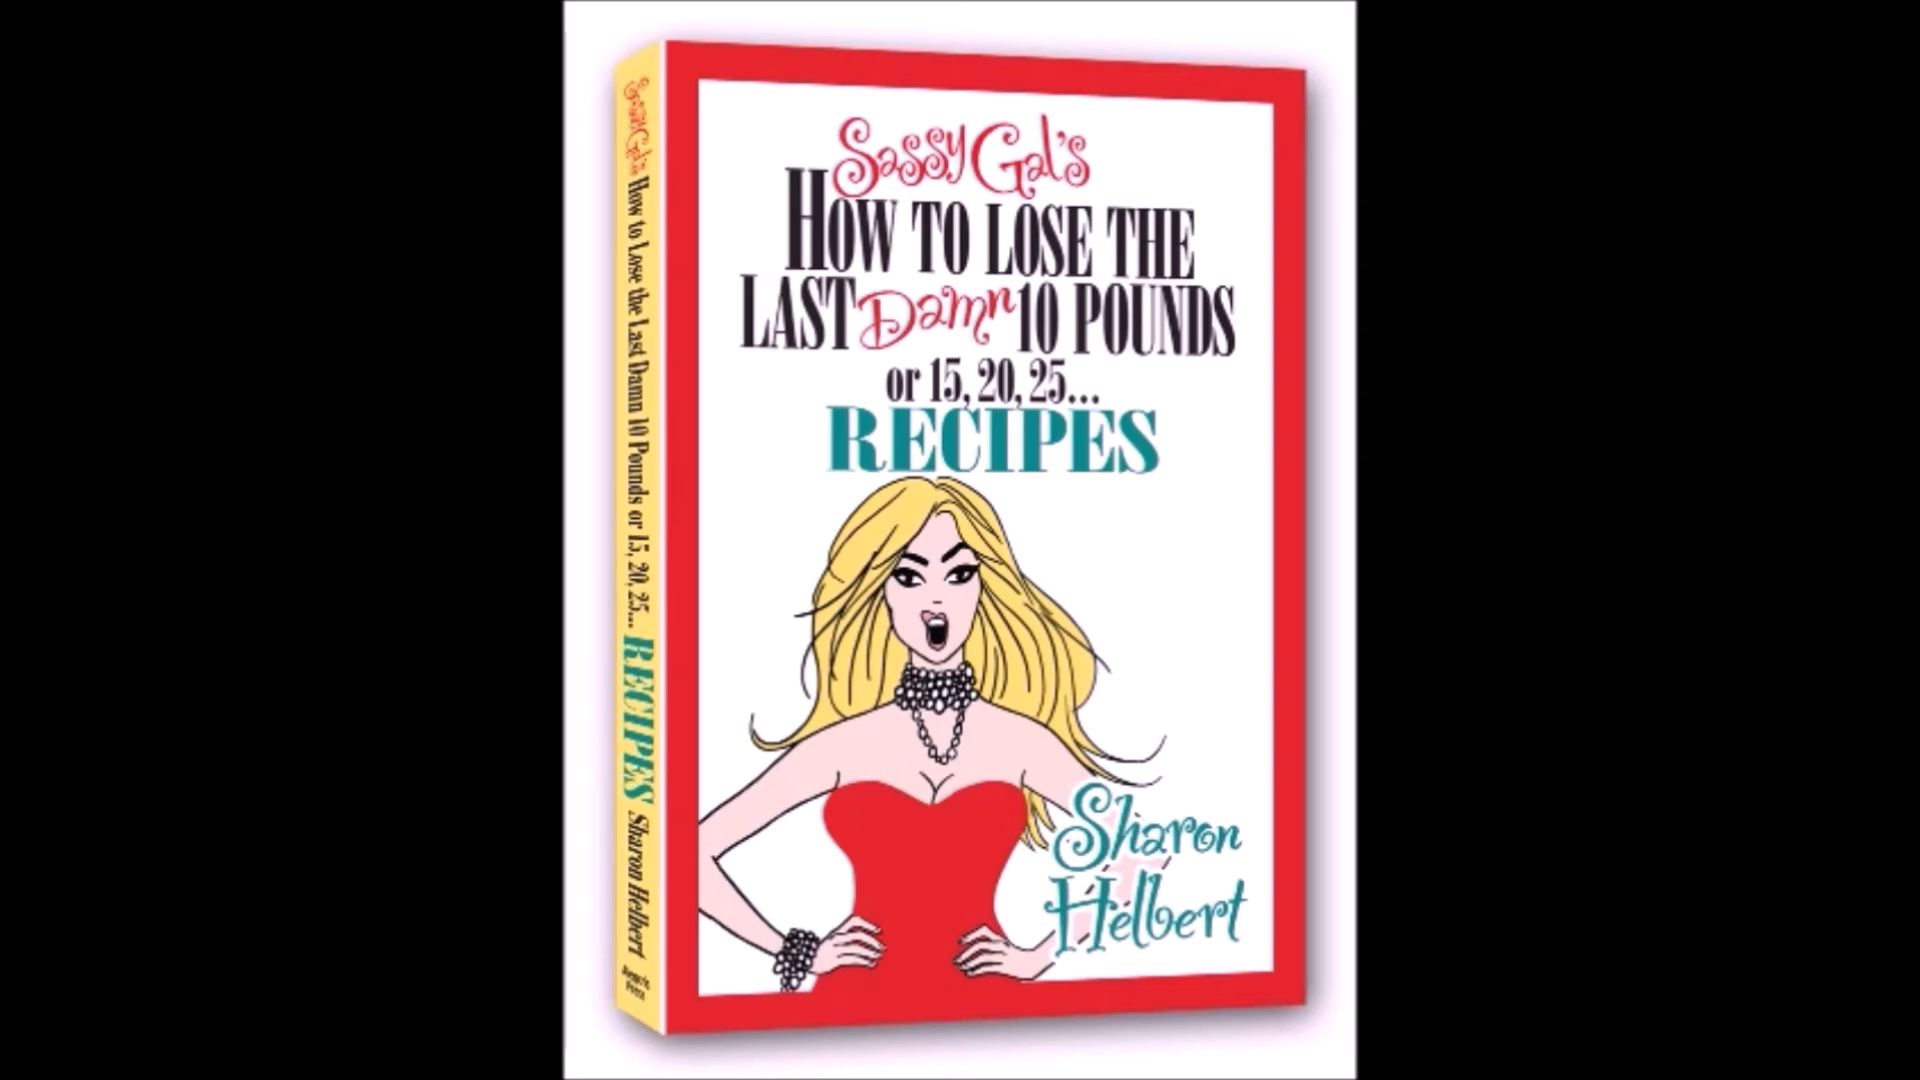 Sassy Gal's
HOW TO LOSE THE
LAST Damn 10 POUNDS
or 15, 20, 25...
RECIPES
Sharon
Helbert
Sassy Gal's How to Lose the Last Damn 10 Pounds or 15, 20, 25... RECIPES Sharon Helbert
Press